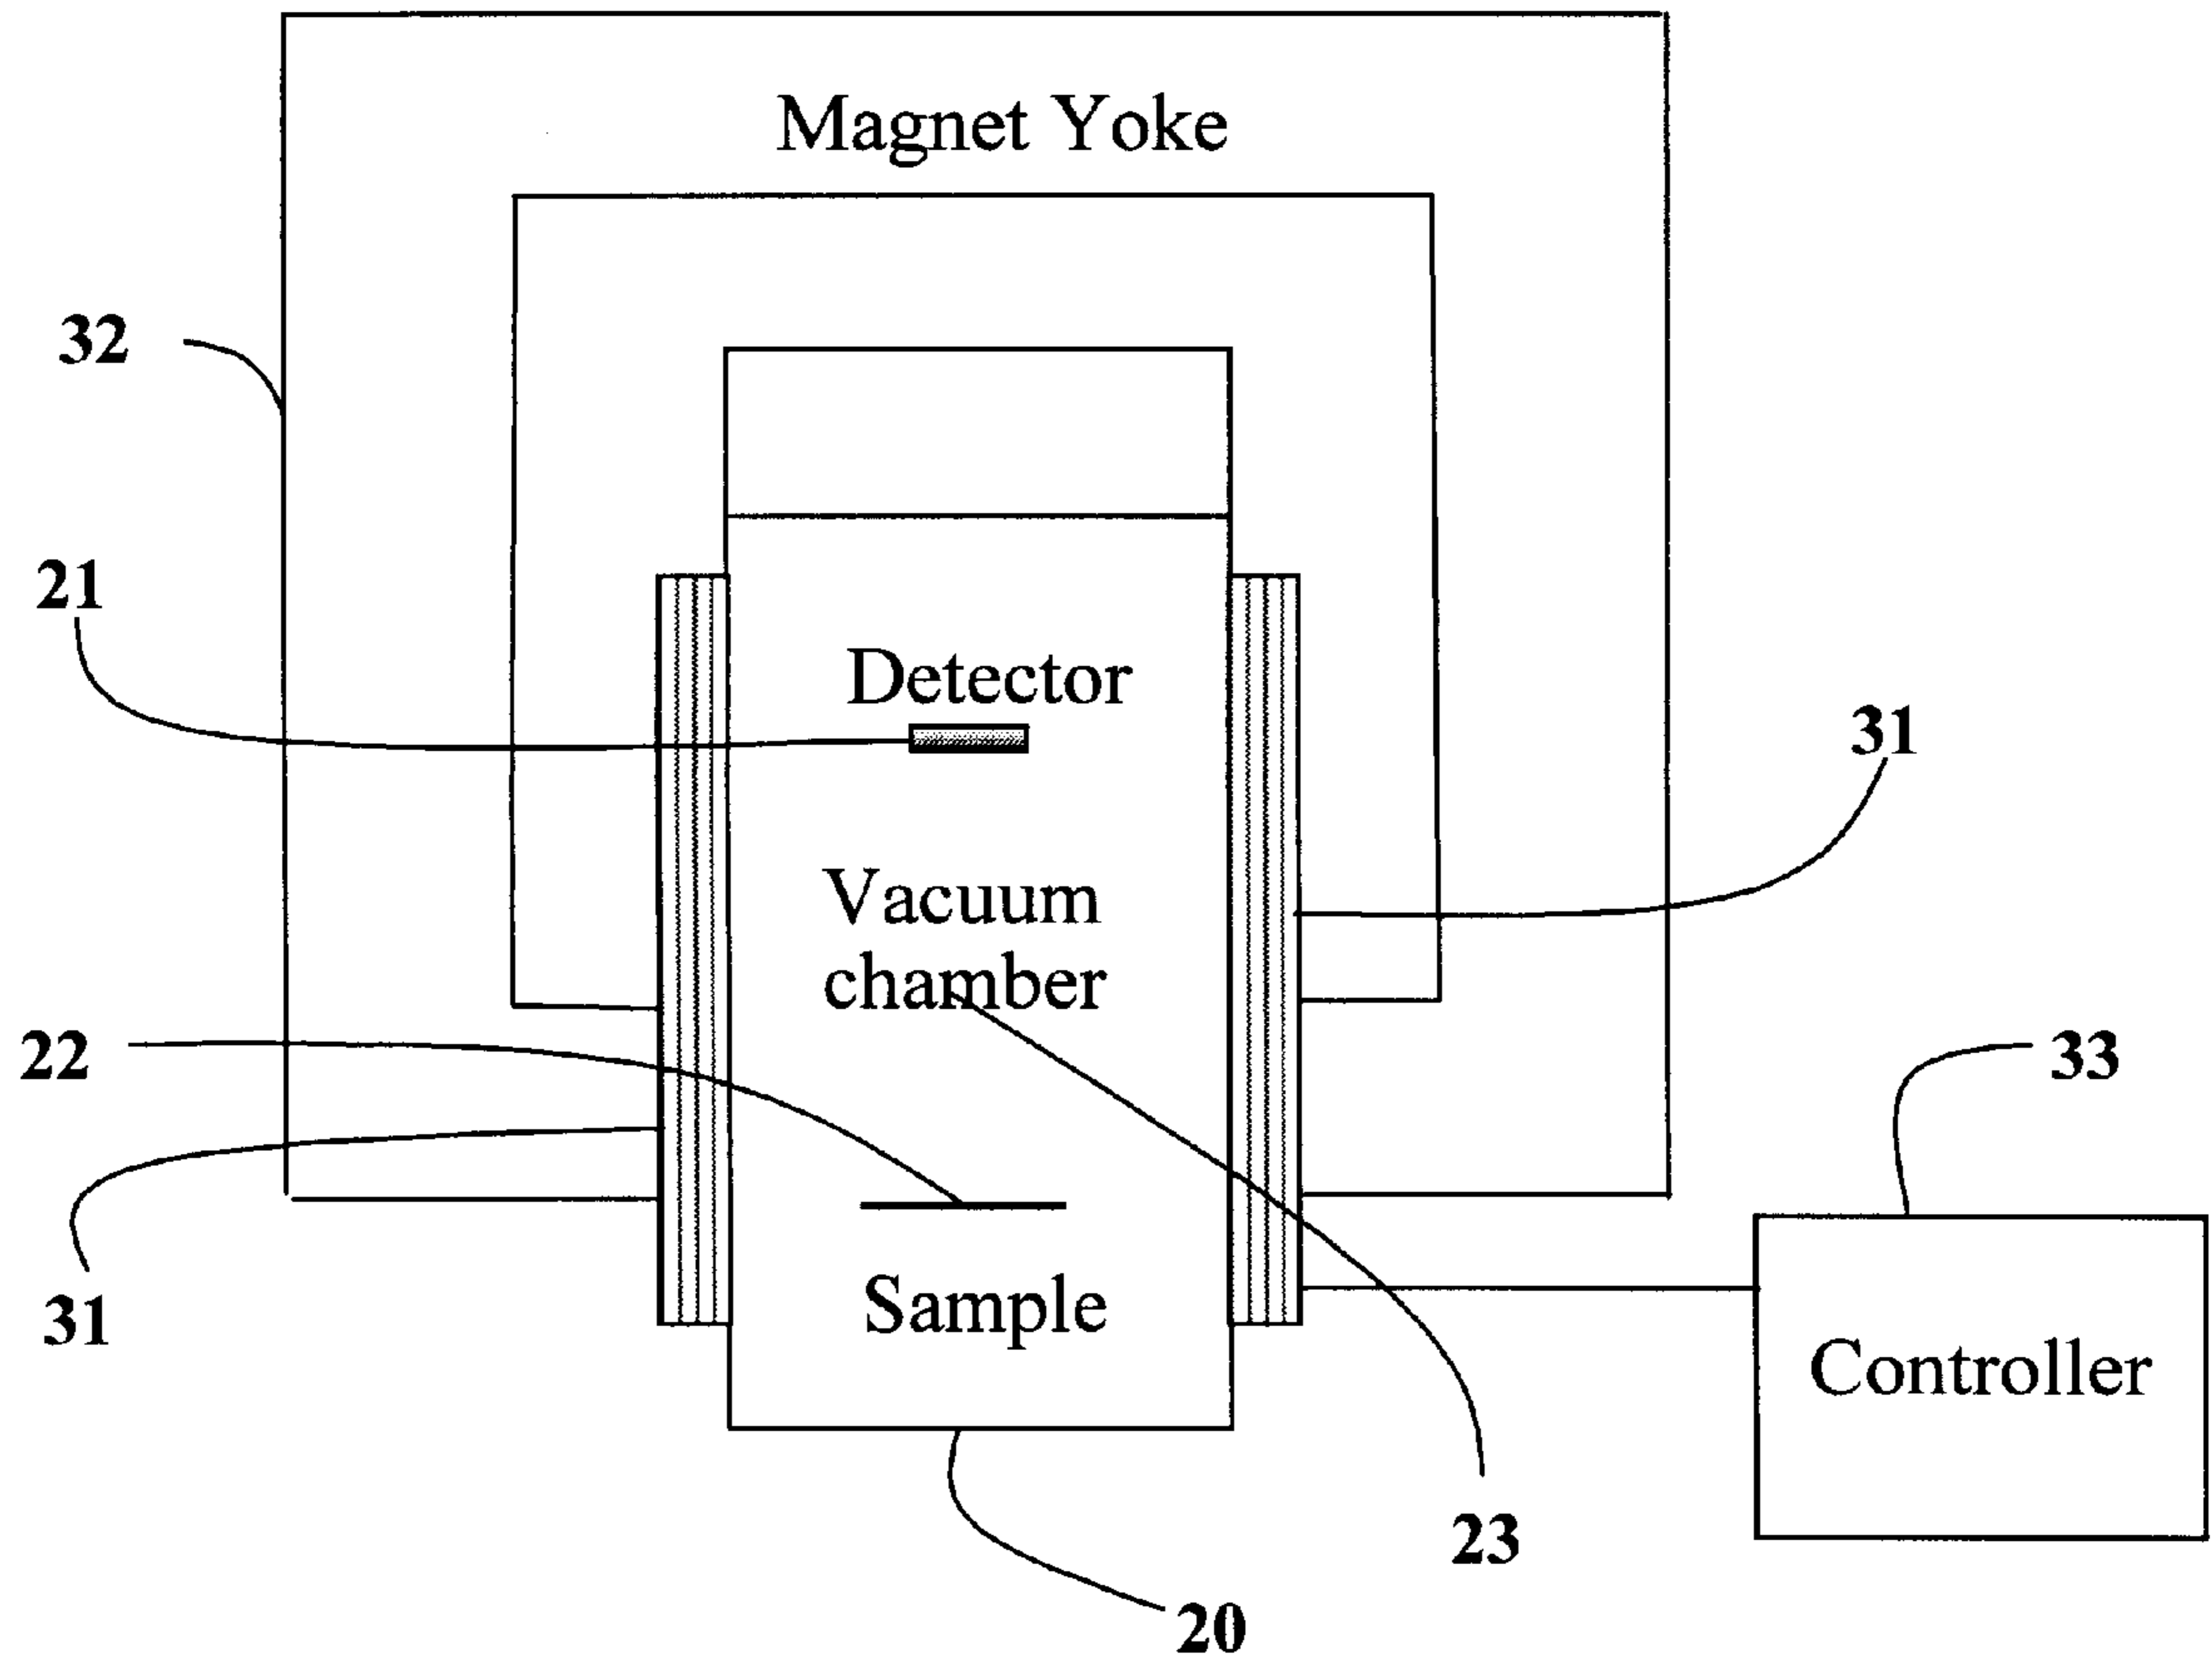 Magnet Yoke
32
21
Detector
31
Vacuum
chamber
22
33
31
Sample
Controller
23
20